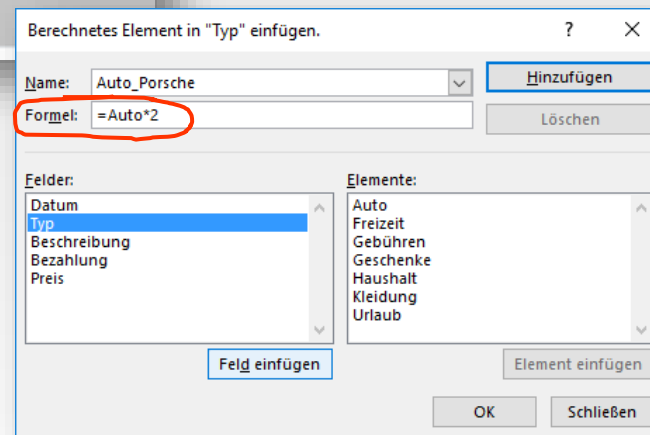 Berechnetes Element in "Typ" einfügen.
?
Name: Auto_Porsche
Hinzufügen
Formel: =Auto*2
Löschen
Felder:
Datum
Typ
Beschreibung
Bezahlung
Preis
Elemente:
Auto
Freizeit
Gebühren
Geschenke
Haushalt
Kleidung
Urlaub
Feld einfügen
Element einfügen
OK
Schließen